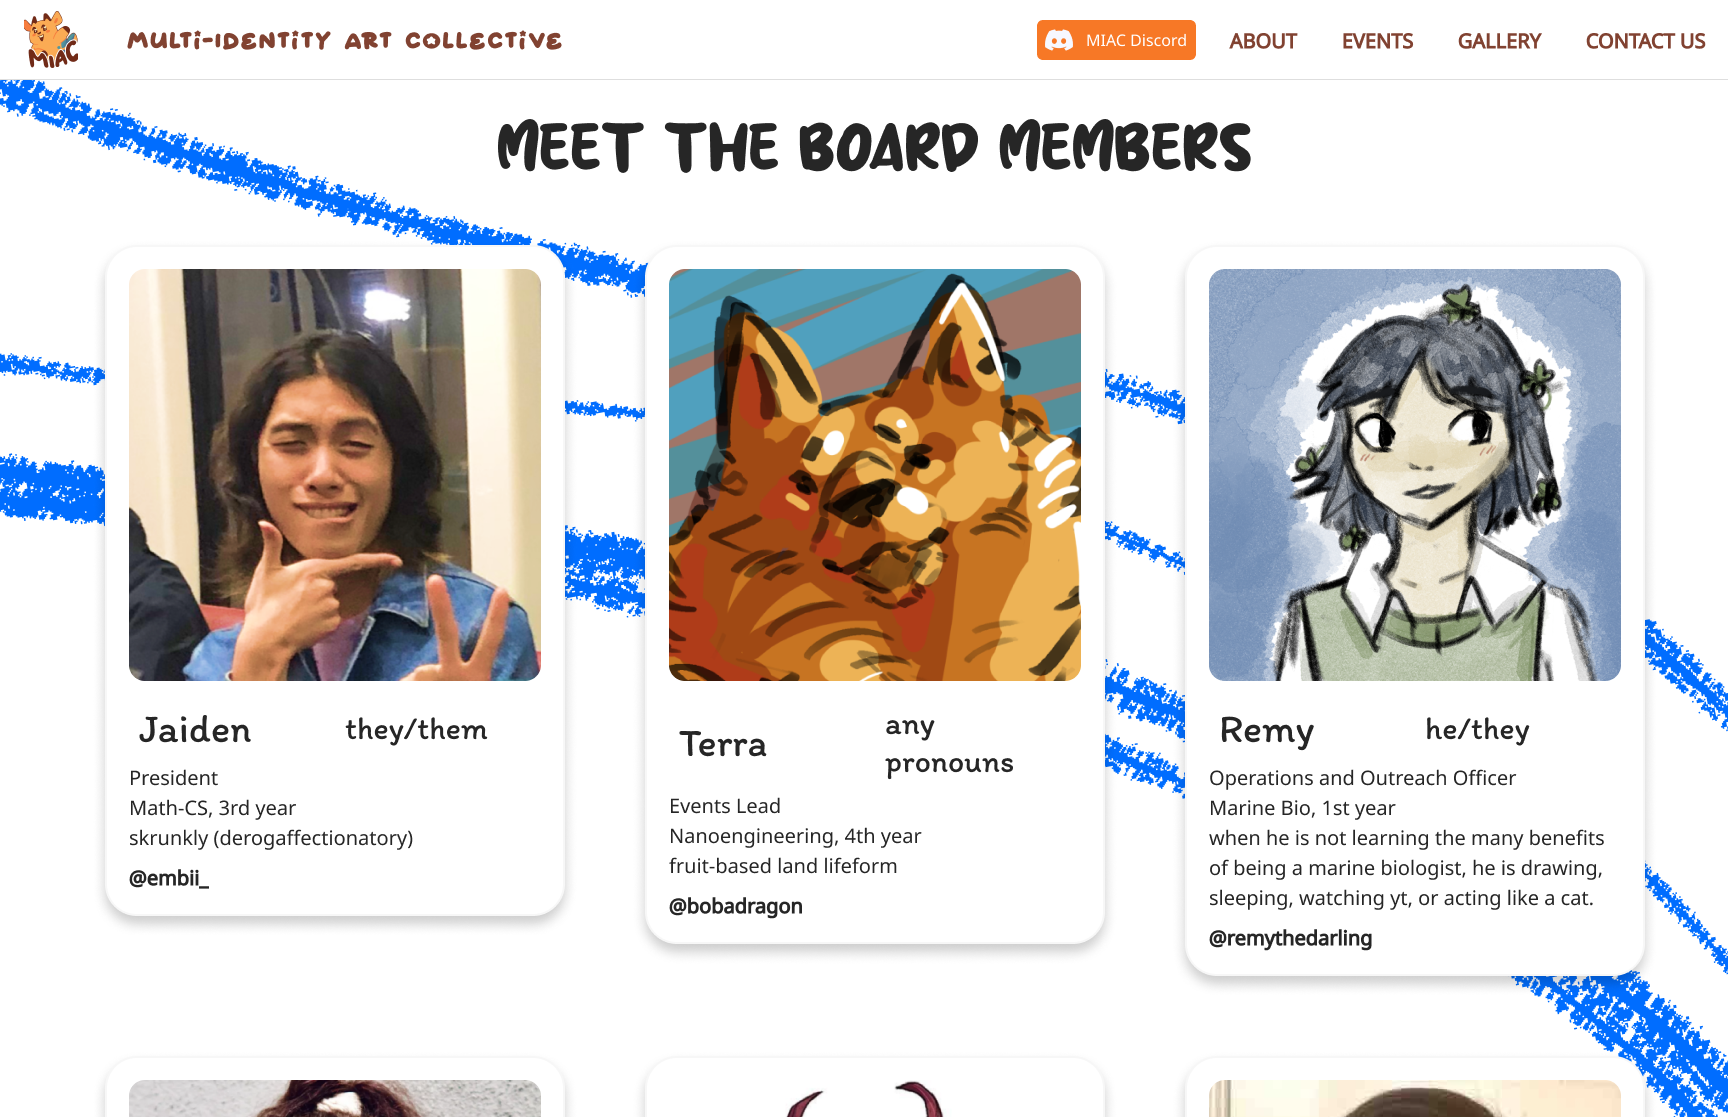 MIAC
MULTI-IDENTITY ART COLLECTIVE
MIAC Discord
ABOUT
EVENTS
GALLERY
CONTACT US
MEET THE BOARD MEMBERS
Jaiden
they/them
President
Math-CS, 3rd year
skrunkly (derogaffectionatory)
@embii_
Terra
any
pronouns
Events Lead
Nanoengineering, 4th year
fruit-based land lifeform
@bobadragon
Remy
he/they
Operations and Outreach Officer
Marine Bio, 1st year
when he is not learning the many benefits
of being a marine biologist, he is drawing,
sleeping, watching yt, or acting like a cat.
@remythedarling